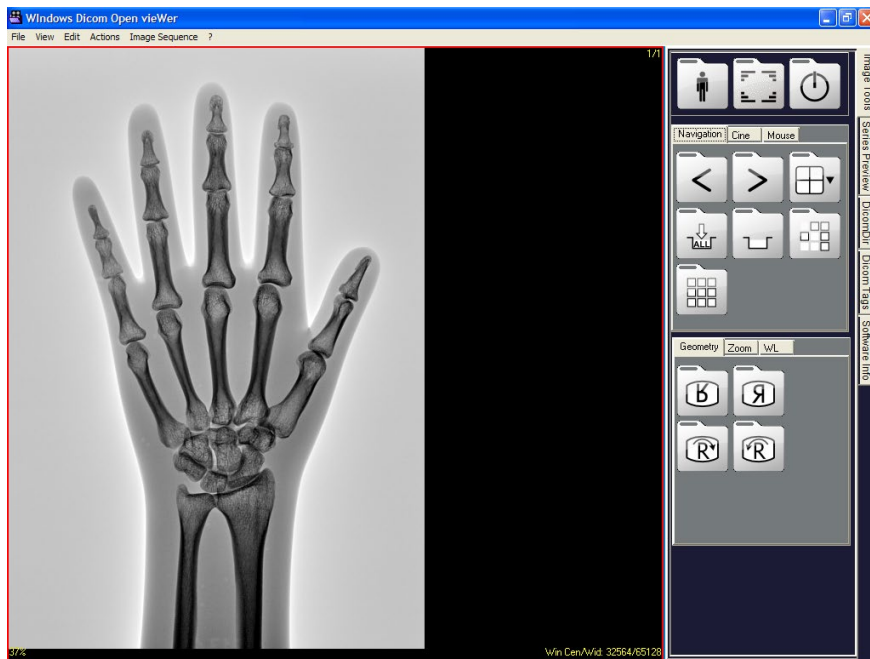 WIndows Dicom Open vieWer
File View Edit Actions Image Sequence ?
1/1
37%
Win Cen/Wid: 32564/65128
Navigation Cine Mouse
< >
ALL
Geometry Zoom WL
R R
R R
Image Tools
Series Preview
DicomDir
Dicom Tags
Software Info